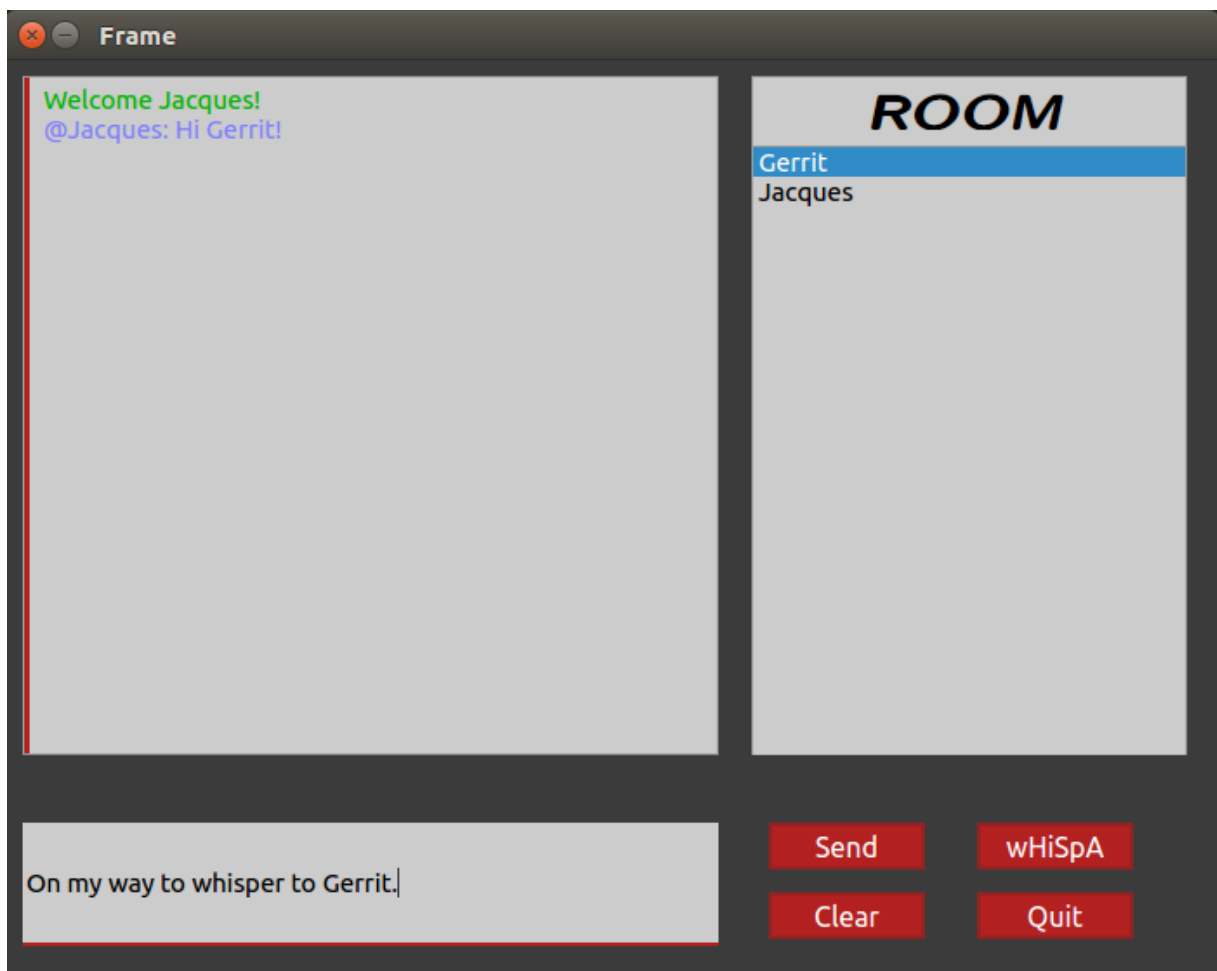 Frame
Welcome Jacques!
@Jacques: Hi Gerrit!
ROOM
Gerrit
Jacques
On my way to whisper to Gerrit.
Send
wHiSpA
Clear
Quit